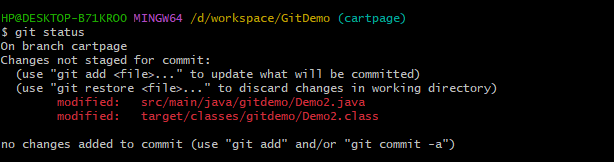 HP@DESKTOP-B71KROO MINGW64 /d/workspace/GitDemo (cartpage)
$ git status
On branch cartpage
Changes not staged for commit:
  (use "git add <file>..." to update what will be committed)
  (use "git restore <file>..." to discard changes in working directory)
        modified:   src/main/java/gitdemo/Demo2.java
        modified:   target/classes/gitdemo/Demo2.class

no changes added to commit (use "git add" and/or "git commit -a")